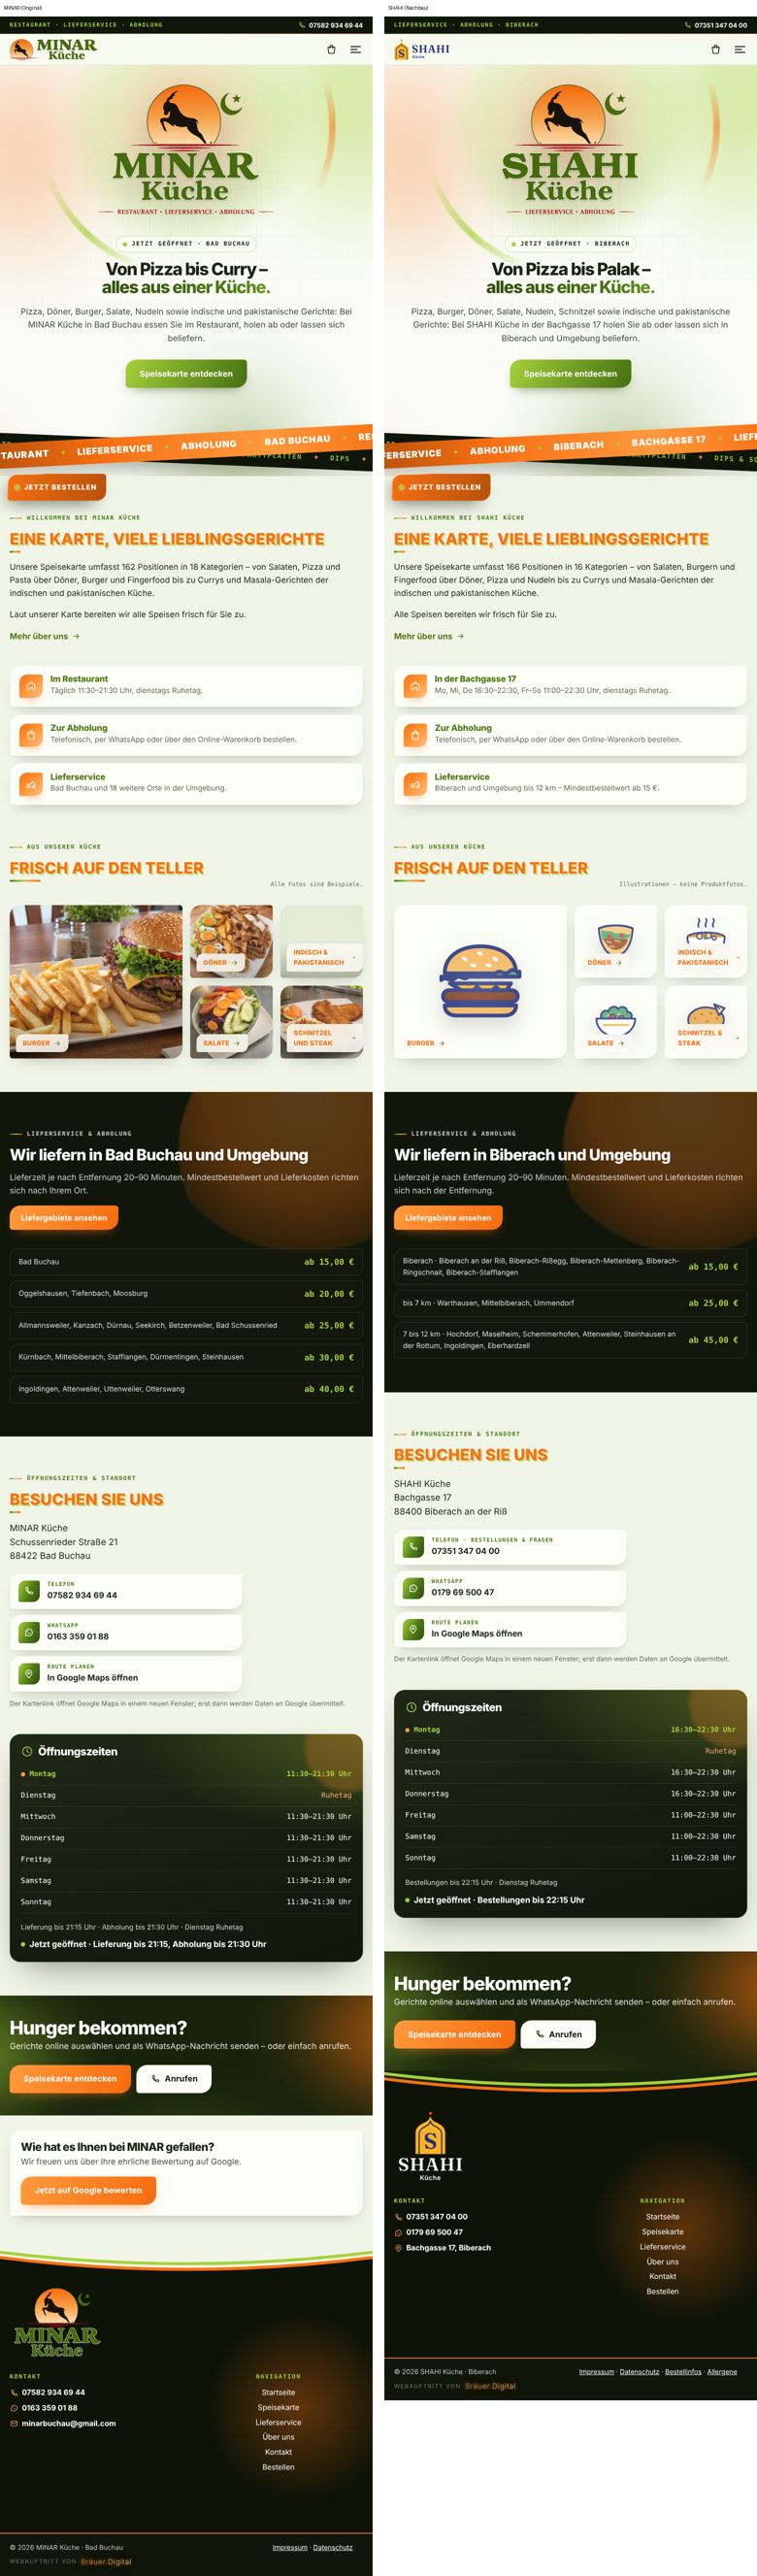 MINAR (Original)
RESTAURANT · LIEFERSERVICE · ABHOLUNG
07582 934 69 44
MINAR
Küche
MINAR
Küche
RESTAURANT • LIEFERSERVICE • ABHOLUNG
JETZT GEÖFFNET · BAD BUCHAU
Von Pizza bis Curry –
alles aus einer Küche.
Pizza, Döner, Burger, Salate, Nudeln sowie indische und pakistanische Gerichte: Bei
MINAR Küche in Bad Buchau essen Sie im Restaurant, holen ab oder lassen sich
beliefern.
Speisekarte entdecken
TAURANT LIEFERSERVICE ABHOLUNG BAD BUCHAU RE
DIPS
JETZT BESTELLEN
WILLKOMMEN BEI MINAR KÜCHE
EINE KARTE, VIELE LIEBLINGSGERICHTE
Unsere Speisekarte umfasst 162 Positionen in 18 Kategorien – von Salaten, Pizza und
Pasta über Döner, Burger und Fingerfood bis zu Currys und Masala-Gerichten der
indischen und pakistanischen Küche.
Laut unserer Karte bereiten wir alle Speisen frisch für Sie zu.
Mehr über uns →
Im Restaurant
Täglich 11:30–21:30 Uhr, dienstags Ruhetag.
Zur Abholung
Telefonisch, per WhatsApp oder über den Online-Warenkorb bestellen.
Lieferservice
Bad Buchau und 18 weitere Orte in der Umgebung.
AUS UNSERER KÜCHE
FRISCH AUF DEN TELLER
Alle Fotos sind Beispiele.
BURGER →
DÖNER →
INDISCH &
PAKISTANISCH
SALATE →
SCHNITZEL
UND STEAK
LIEFERSERVICE & ABHOLUNG
Wir liefern in Bad Buchau und Umgebung
Lieferzeit je nach Entfernung 20–90 Minuten. Mindestbestellwert und Lieferkosten richten
sich nach Ihrem Ort.
Liefergebiete ansehen
Bad Buchau ab 15,00 €
Oggelshausen, Tiefenbach, Moosburg ab 20,00 €
Allmannsweiler, Kanzach, Dürnau, Seekirch, Betzenweiler, Bad Schussenried ab 25,00 €
Kürnbach, Mittelbiberach, Stafflangen, Dürmentingen, Steinhausen ab 30,00 €
Ingoldingen, Attenweiler, Uttenweiler, Otterswang ab 40,00 €
ÖFFNUNGSZEITEN & STANDORT
BESUCHEN SIE UNS
MINAR Küche
Schussenrieder Straße 21
88422 Bad Buchau
TELEFON
07582 934 69 44
WHATSAPP
0163 359 01 88
ROUTE PLANEN
In Google Maps öffnen
Der Kartenlink öffnet Google Maps in einem neuen Fenster; erst dann werden Daten an Google übermittelt.
Öffnungszeiten
Montag 11:30–21:30 Uhr
Dienstag Ruhetag
Mittwoch 11:30–21:30 Uhr
Donnerstag 11:30–21:30 Uhr
Freitag 11:30–21:30 Uhr
Samstag 11:30–21:30 Uhr
Sonntag 11:30–21:30 Uhr
Lieferung bis 21:15 Uhr · Abholung bis 21:30 Uhr · Dienstag Ruhetag
Jetzt geöffnet · Lieferung bis 21:15, Abholung bis 21:30 Uhr
Hunger bekommen?
Gerichte online auswählen und als WhatsApp-Nachricht senden – oder einfach anrufen.
Speisekarte entdecken
Anrufen
Wie hat es Ihnen bei MINAR gefallen?
Wir freuen uns über Ihre ehrliche Bewertung auf Google.
Jetzt auf Google bewerten
MINAR
Küche
KONTAKT
07582 934 69 44
0163 359 01 88
minarbuchau@gmail.com
NAVIGATION
Startseite
Speisekarte
Lieferservice
Über uns
Kontakt
Bestellen
© 2026 MINAR Küche · Bad Buchau
Impressum · Datenschutz
WEBAUFTRITT VON Bräuer.Digital
SHAHI (Nachbau)
LIEFERSERVICE · ABHOLUNG · BIBERACH
07351 347 04 00
SHAHI
Küche
SHAHI
Küche
LIEFERSERVICE • ABHOLUNG
JETZT GEÖFFNET · BIBERACH
Von Pizza bis Palak –
alles aus einer Küche.
Pizza, Burger, Döner, Salate, Nudeln, Schnitzel sowie indische und pakistanische
Gerichte: Bei SHAHI Küche in der Bachgasse 17 holen Sie ab oder lassen sich in
Biberach und Umgebung beliefern.
Speisekarte entdecken
FERSERVICE ABHOLUNG BIBERACH BACHGASSE 17 LIEF
DIPS & SO
JETZT BESTELLEN
WILLKOMMEN BEI SHAHI KÜCHE
EINE KARTE, VIELE LIEBLINGSGERICHTE
Unsere Speisekarte umfasst 166 Positionen in 16 Kategorien – von Salaten, Burgern und
Fingerfood über Döner, Pizza und Nudeln bis zu Currys und Masala-Gerichten der
indischen und pakistanischen Küche.
Alle Speisen bereiten wir frisch für Sie zu.
Mehr über uns →
In der Bachgasse 17
Mo, Mi, Do 16:30–22:30, Fr–So 11:00–22:30 Uhr, dienstags Ruhetag.
Zur Abholung
Telefonisch, per WhatsApp oder über den Online-Warenkorb bestellen.
Lieferservice
Biberach und Umgebung bis 12 km – Mindestbestellwert ab 15 €.
AUS UNSERER KÜCHE
FRISCH AUF DEN TELLER
Illustrationen – keine Produktfotos.
BURGER →
DÖNER →
INDISCH &
PAKISTANISCH
SALATE →
SCHNITZEL &
STEAK
LIEFERSERVICE & ABHOLUNG
Wir liefern in Biberach und Umgebung
Lieferzeit je nach Entfernung 20–90 Minuten. Mindestbestellwert und Lieferkosten richten
sich nach der Entfernung.
Liefergebiete ansehen
Biberach · Biberach an der Riß, Biberach-Rißegg, Biberach-Mettenberg, Biberach-
Ringschnait, Biberach-Stafflangen ab 15,00 €
bis 7 km · Warthausen, Mittelbiberach, Ummendorf ab 25,00 €
7 bis 12 km · Hochdorf, Maselheim, Schemmerhofen, Attenweiler, Steinhausen an
der Rottum, Ingoldingen, Eberhardzell ab 45,00 €
ÖFFNUNGSZEITEN & STANDORT
BESUCHEN SIE UNS
SHAHI Küche
Bachgasse 17
88400 Biberach an der Riß
TELEFON · BESTELLUNGEN & FRAGEN
07351 347 04 00
WHATSAPP
0179 69 500 47
ROUTE PLANEN
In Google Maps öffnen
Der Kartenlink öffnet Google Maps in einem neuen Fenster; erst dann werden Daten an Google übermittelt.
Öffnungszeiten
Montag 16:30–22:30 Uhr
Dienstag Ruhetag
Mittwoch 16:30–22:30 Uhr
Donnerstag 16:30–22:30 Uhr
Freitag 11:00–22:30 Uhr
Samstag 11:00–22:30 Uhr
Sonntag 11:00–22:30 Uhr
Bestellungen bis 22:15 Uhr · Dienstag Ruhetag
Jetzt geöffnet · Bestellungen bis 22:15 Uhr
Hunger bekommen?
Gerichte online auswählen und als WhatsApp-Nachricht senden – oder einfach anrufen.
Speisekarte entdecken
Anrufen
S
SHAHI
Küche
KONTAKT
07351 347 04 00
0179 69 500 47
Bachgasse 17, Biberach
NAVIGATION
Startseite
Speisekarte
Lieferservice
Über uns
Kontakt
Bestellen
© 2026 SHAHI Küche · Biberach
Impressum · Datenschutz · Bestellinfos · Allergene
WEBAUFTRITT VON Bräuer.Digital